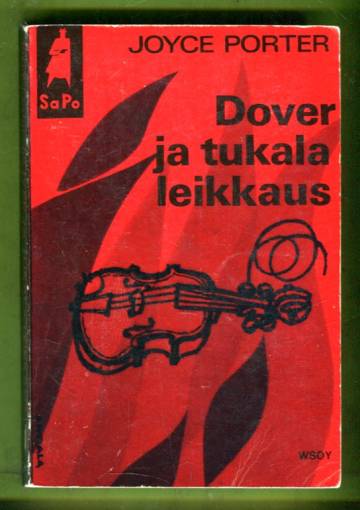 JOYCE PORTER
SaPo
Dover
ja tukala
leikkaus
WSOY